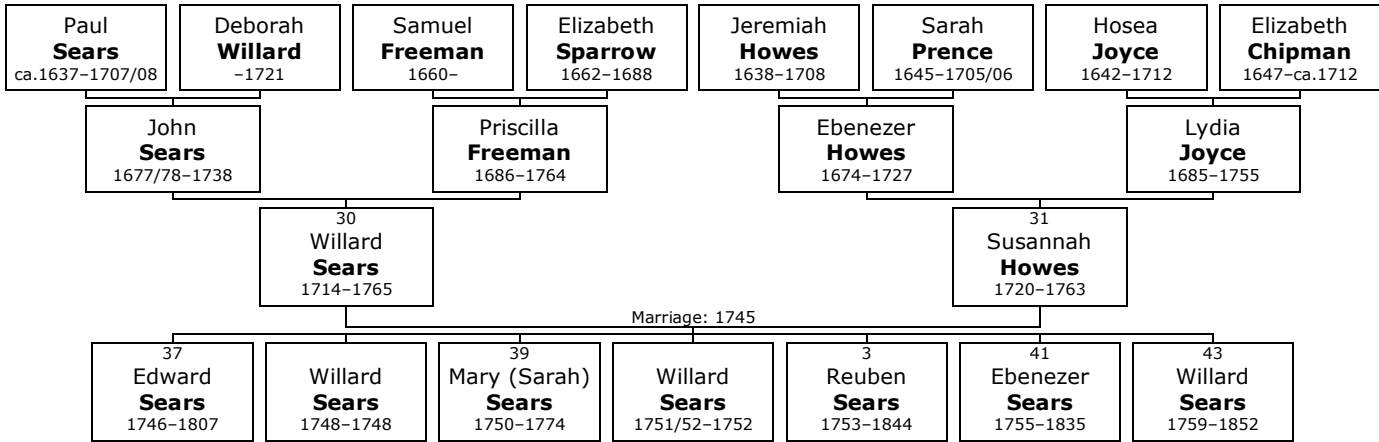 Paul
Sears
ca.1637–1707/08
Deborah
Willard
–1721
Samuel
Freeman
1660–
Elizabeth
Sparrow
1662–1688
Jeremiah
Howes
1638–1708
Sarah
Prence
1645–1705/06
Hosea
Joyce
1642–1712
Elizabeth
Chipman
1647–ca.1712
John
Sears
1677/78–1738
Priscilla
Freeman
1686–1764
Ebenezer
Howes
1674–1727
Lydia
Joyce
1685–1755
30
Willard
Sears
1714–1765
31
Susannah
Howes
1720–1763
Marriage: 1745
37
Edward
Sears
1746–1807
Willard
Sears
1748–1748
39
Mary (Sarah)
Sears
1750–1774
Willard
Sears
1751/52–1752
3
Reuben
Sears
1753–1844
41
Ebenezer
Sears
1755–1835
43
Willard
Sears
1759–1852